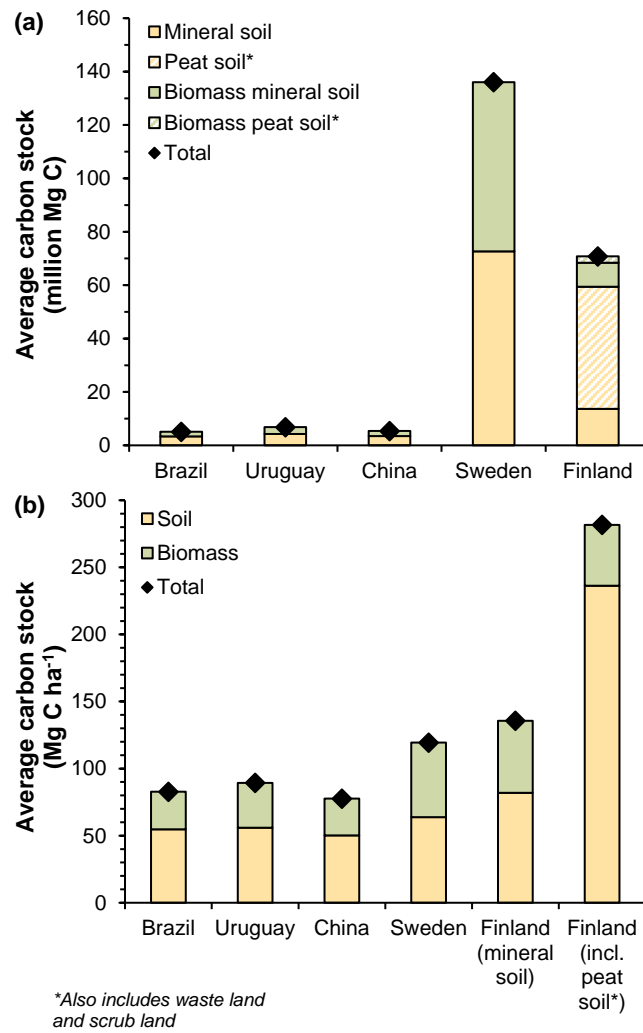 (a)
160
140
120
100
80
60
40
20
0
Average carbon stock
(million Mg C)
Mineral soil
Peat soil*
Biomass mineral soil
Biomass peat soil*
Total
Brazil Uruguay China Sweden Finland
(b)
300
250
200
150
100
50
0
Average carbon stock
(Mg C ha⁻¹)
Soil
Biomass
Total
Brazil Uruguay China Sweden Finland
(mineral
soil) Finland
(incl.
peat
soil*)
*Also includes waste land
and scrub land